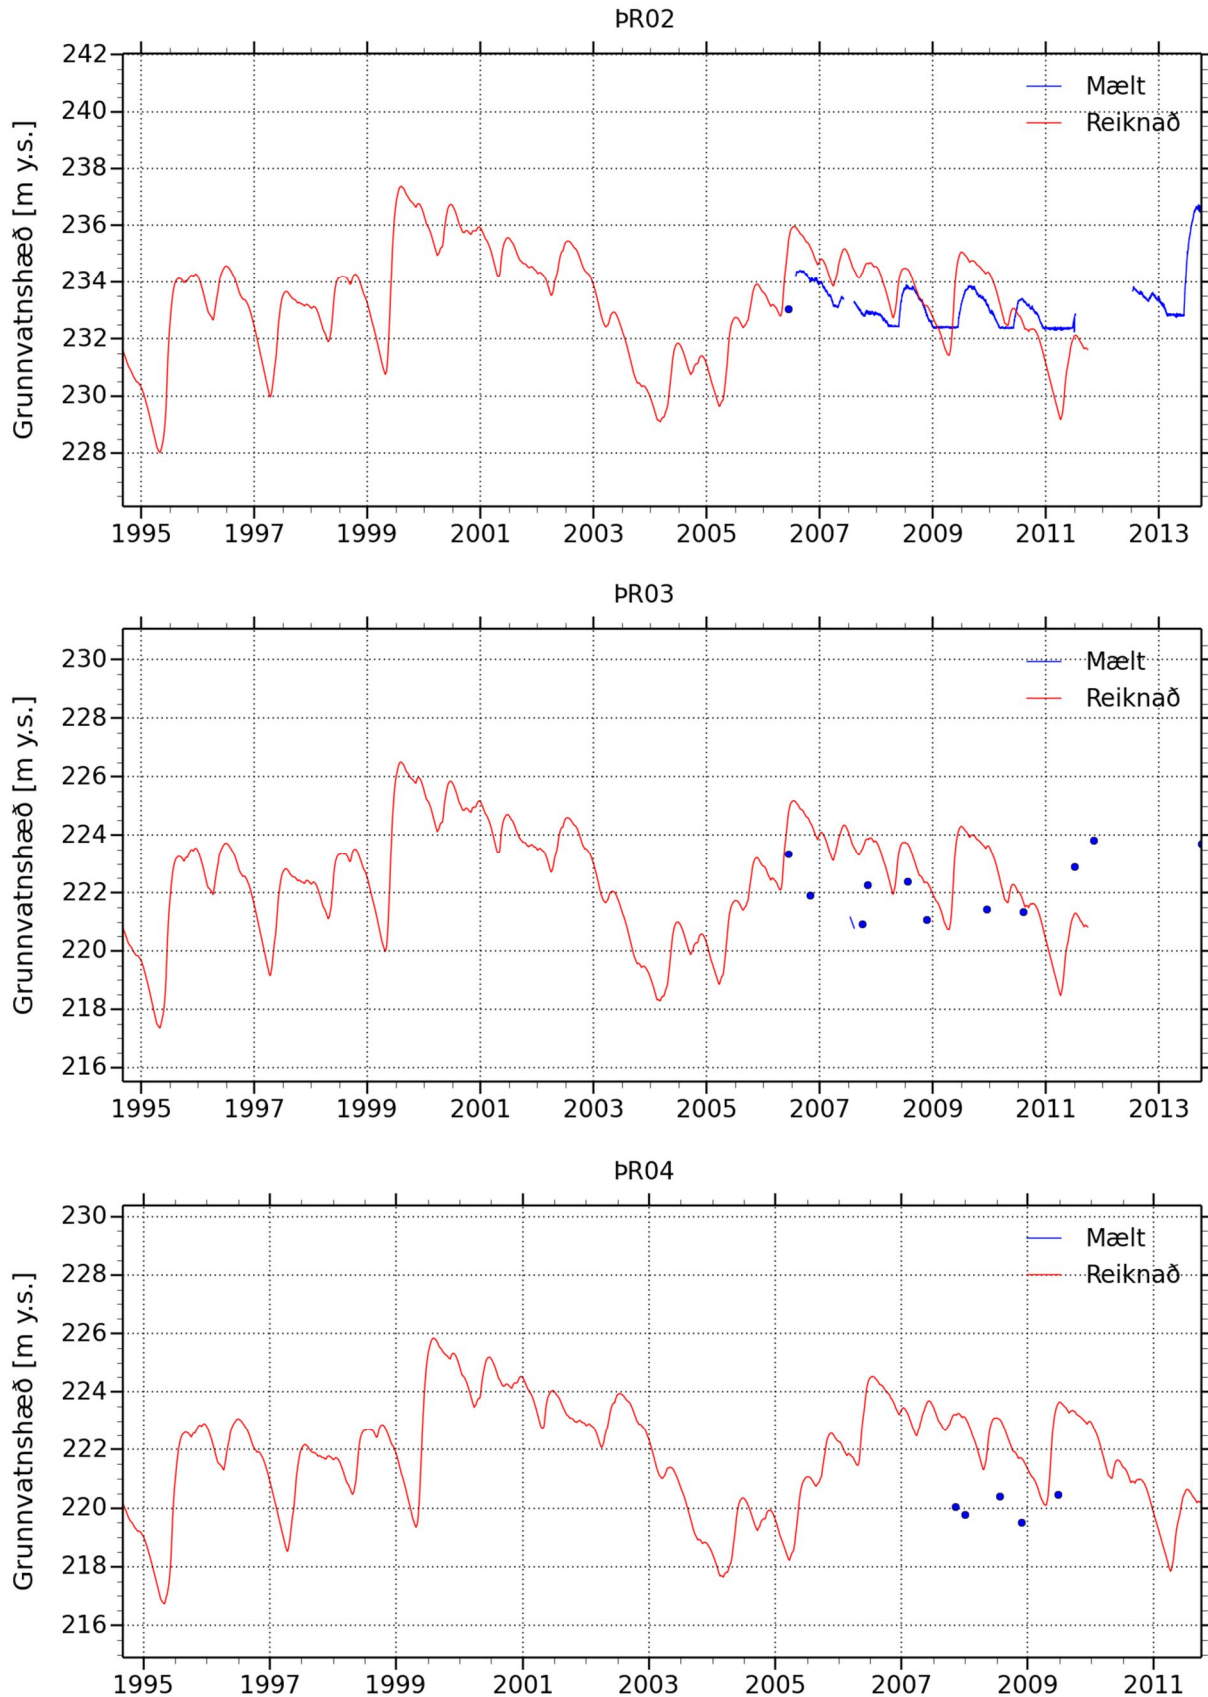 ÞR02
Grunnvatnshæð [m y.s.]
242
240
238
236
234
232
230
228
Mælt
Reiknað
1995 1997 1999 2001 2003 2005 2007 2009 2011 2013
ÞR03
Grunnvatnshæð [m y.s.]
230
228
226
224
222
220
218
216
Mælt
Reiknað
1995 1997 1999 2001 2003 2005 2007 2009 2011 2013
ÞR04
Grunnvatnshæð [m y.s.]
230
228
226
224
222
220
218
216
Mælt
Reiknað
1995 1997 1999 2001 2003 2005 2007 2009 2011